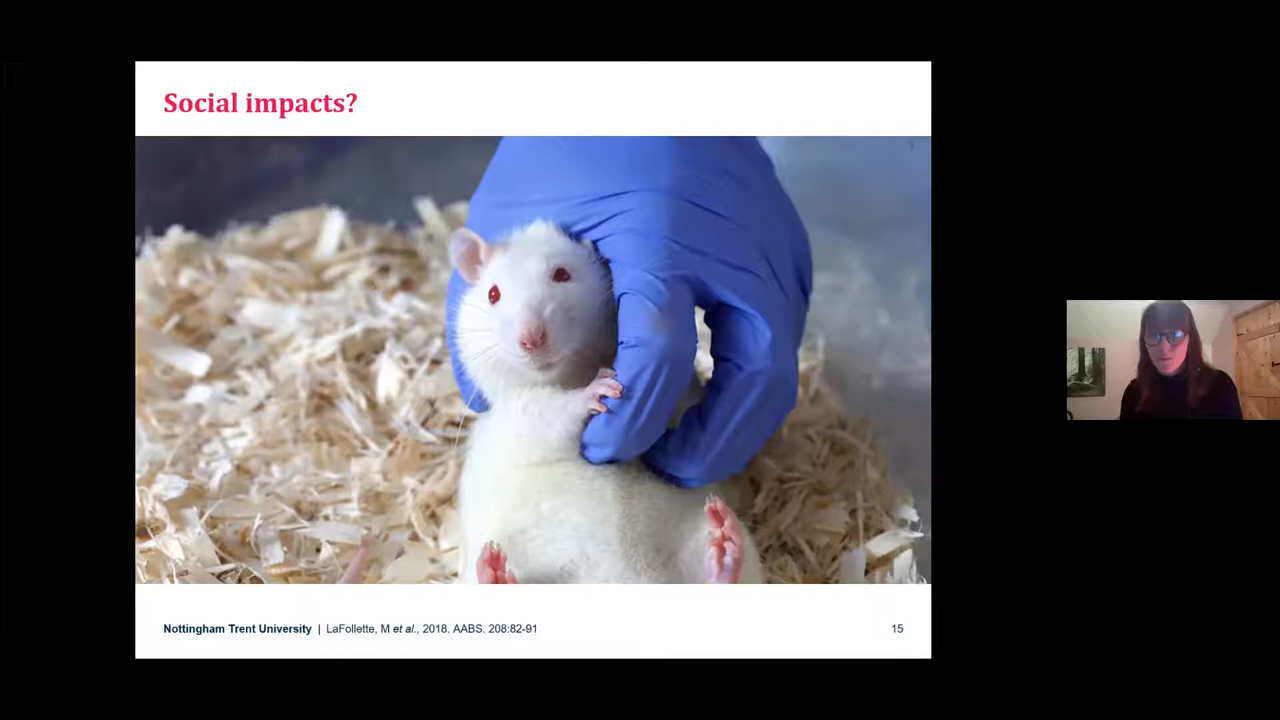 Social impacts?
Nottingham Trent University | LaFollette, M et al., 2018. AABS. 208:82-91
15